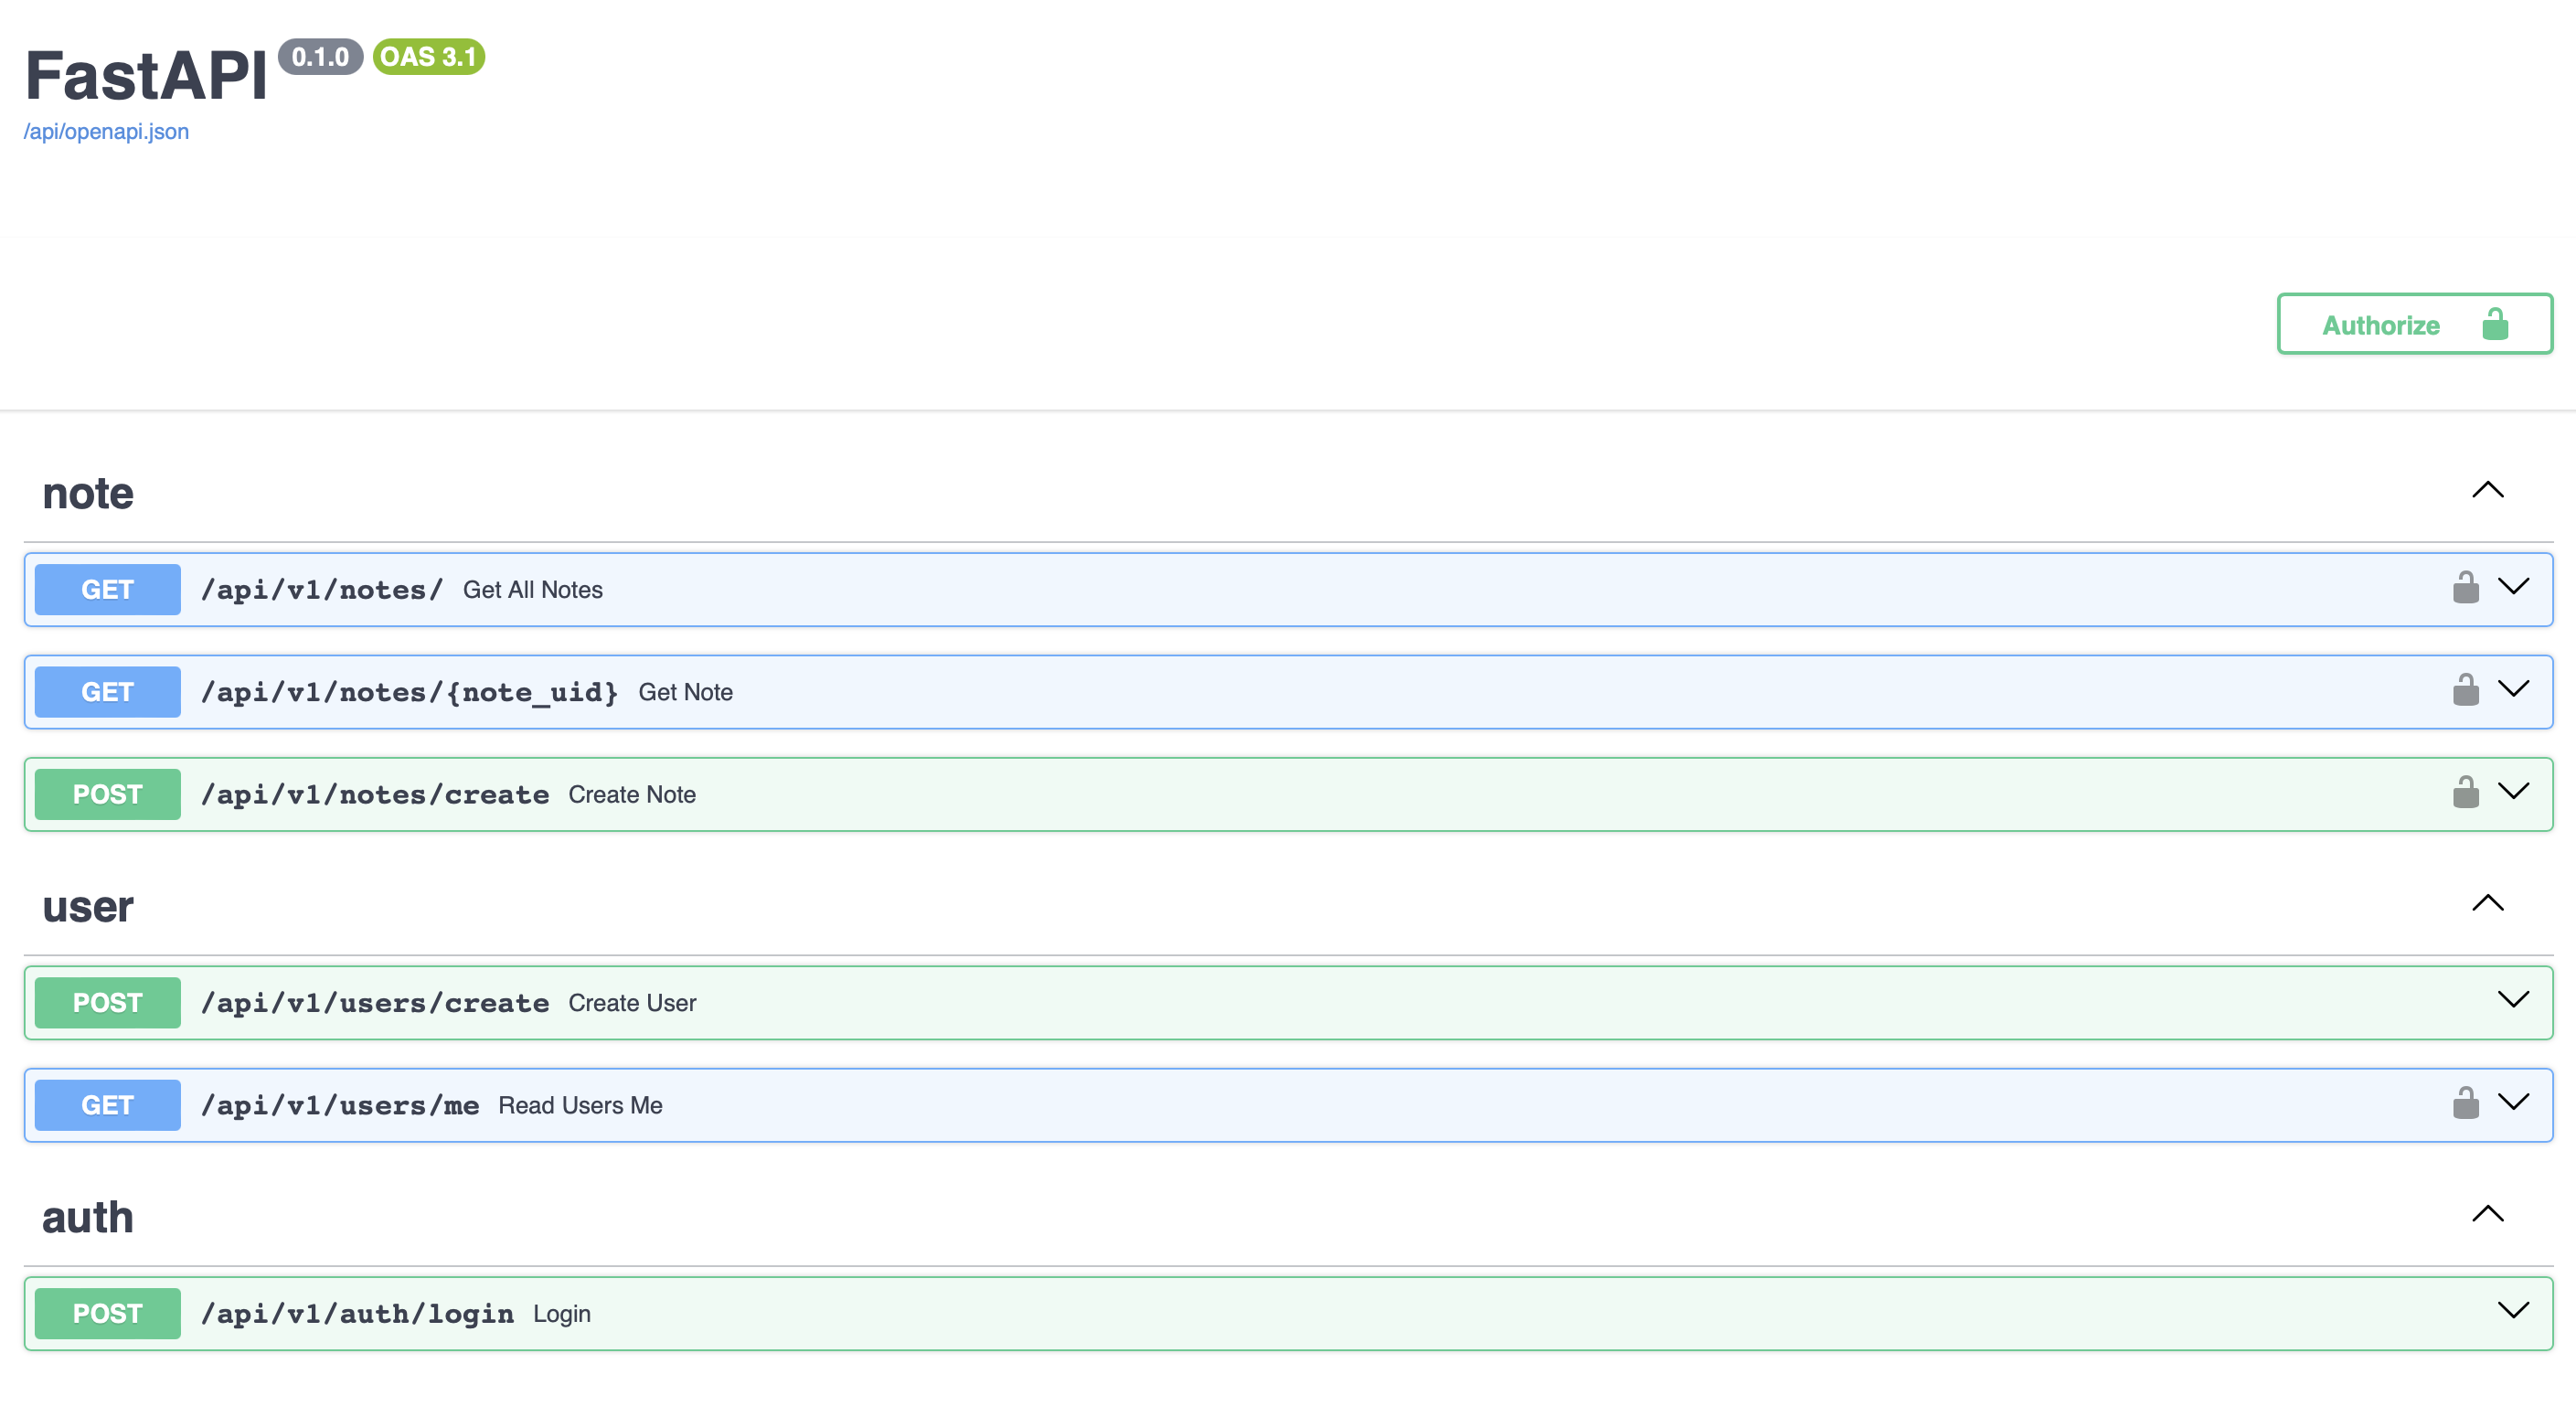 FastAPI 0.1.0 OAS 3.1
/api/openapi.json
Authorize
note
GET /api/v1/notes/ Get All Notes
GET /api/v1/notes/{note_uid} Get Note
POST /api/v1/notes/create Create Note
user
POST /api/v1/users/create Create User
GET /api/v1/users/me Read Users Me
auth
POST /api/v1/auth/login Login